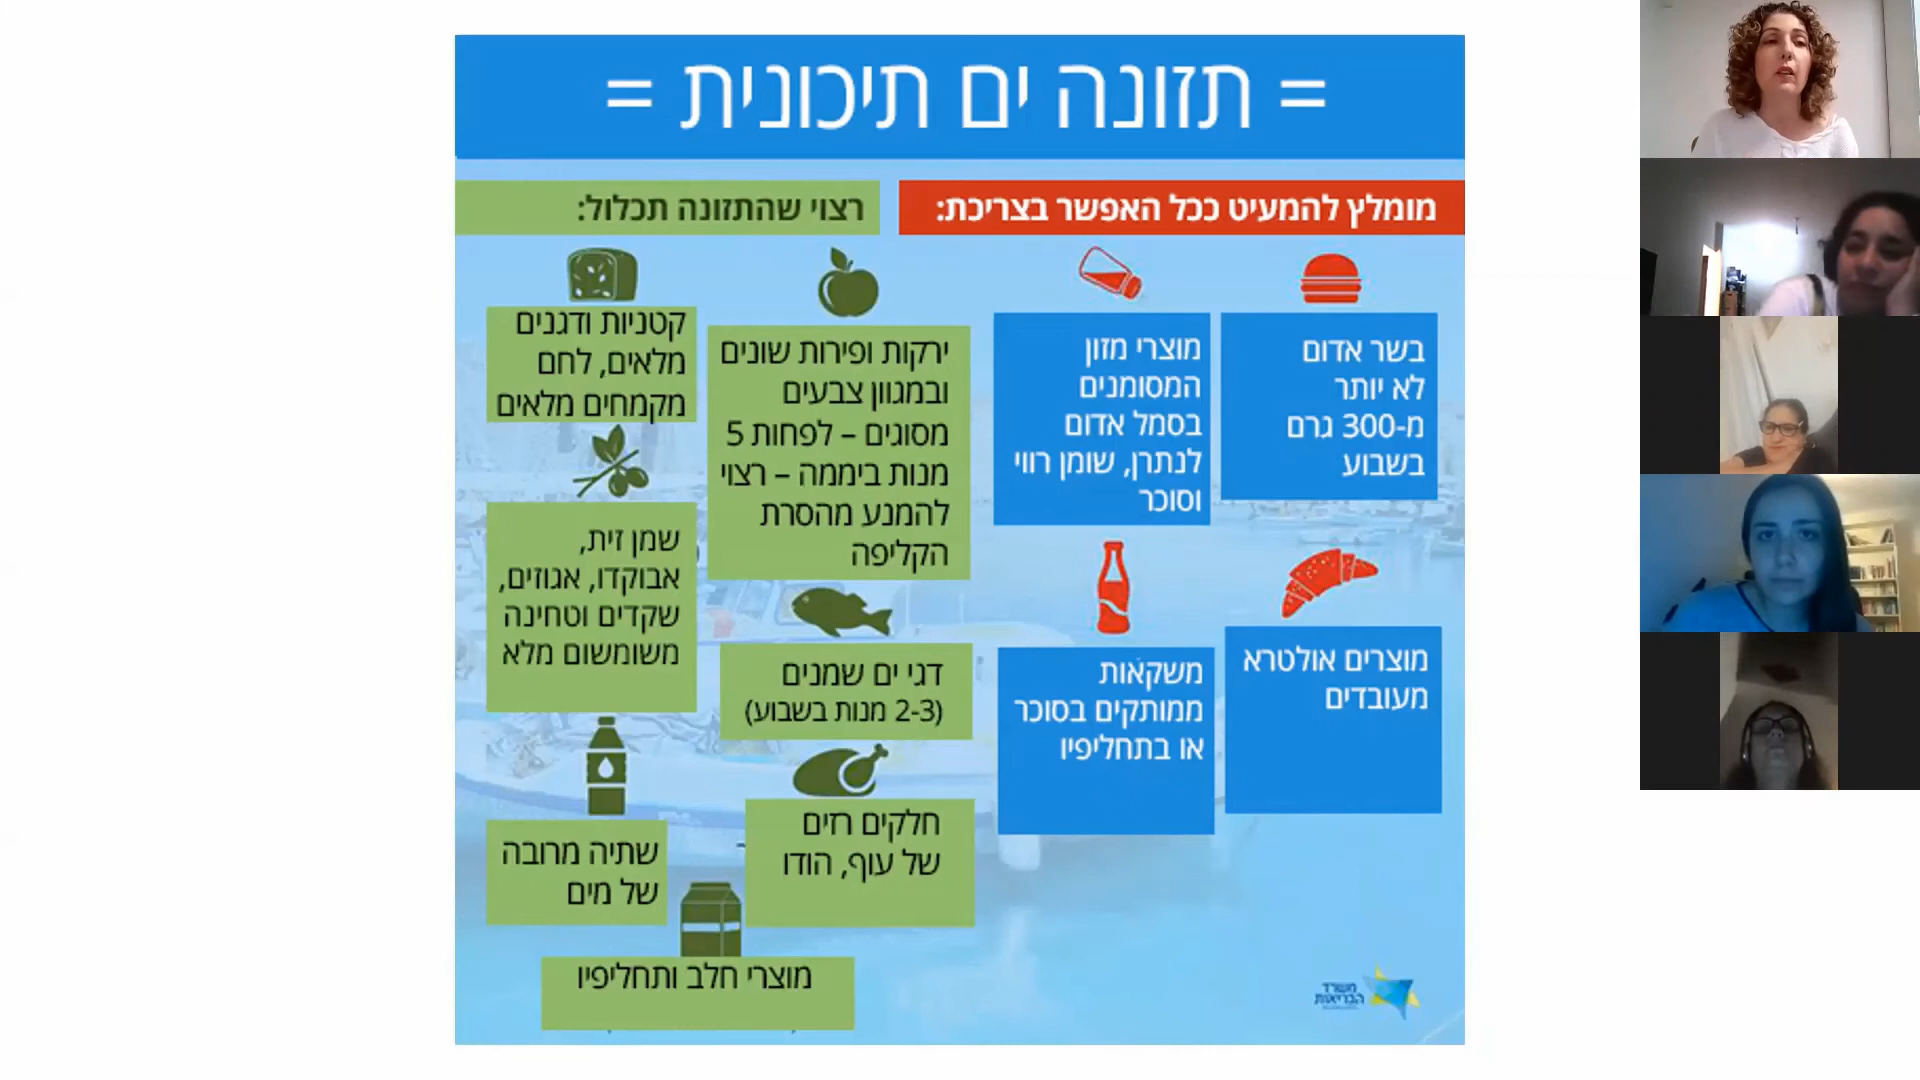 = תזונה ים תיכונית =
מומלץ להמעיט ככל האפשר בצריכת:
בשר אדום
לא יותר
מ-300 גרם
בשבוע
מוצרי מזון
המסומנים
בסמל אדום
לנתרן, שומן רווי
וסוכר
מוצרים אולטרא
מעובדים
משקאות
ממותקים בסוכר
או בתחליפיו
רצוי שהתזונה תכלול:
ירקות ופירות שונים
ובמגוון צבעים
מסוגים – לפחות 5
מנות ביממה – רצוי
להמנע מהסרת
הקליפה
קטניות ודגנים
מלאים, לחם
מקמחים מלאים
שמן זית,
אבוקדו, אגוזים,
שקדים וטחינה
משומשום מלא
דגי ים שמנים
(2-3 מנות בשבוע)
חלקים רזים
של עוף, הודו
שתיה מרובה
של מים
מוצרי חלב ותחליפיו
משרד
הבריאות